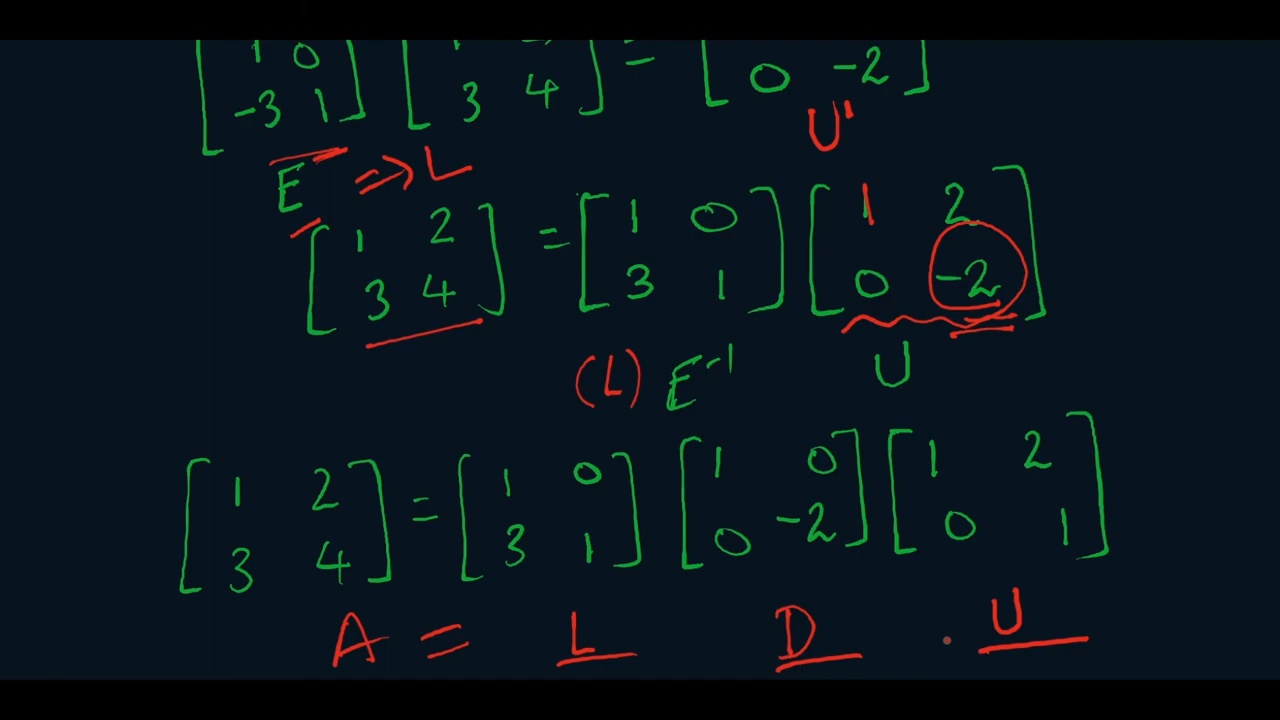 [1 0] [3 4] = [0 -2]
-3 1
E => L U'
[1 2] = [1 0] [1 2]
[3 4] [3 1] [0 -2]
(L) E⁻¹ U
[1 2] = [1 0] [1 0] [1 2]
[3 4] [3 1] [0 -2] [0 1]
A = L D . U